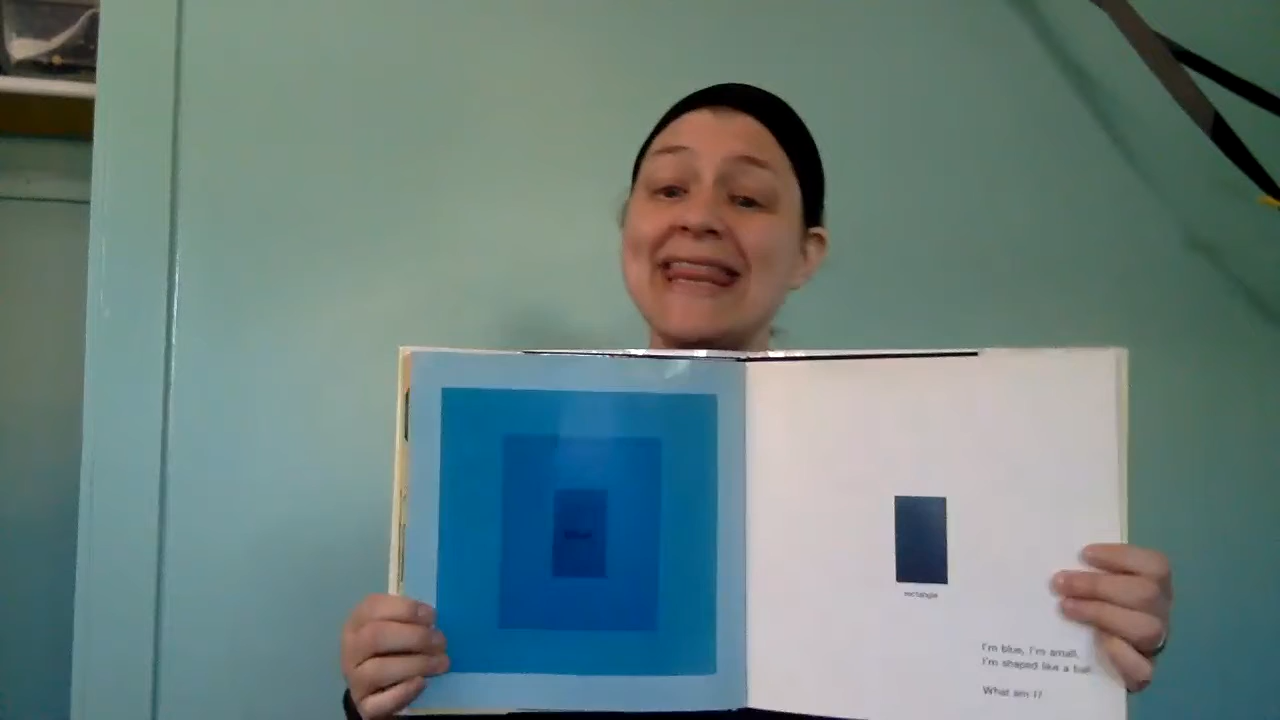 rectangle
I'm blue, I'm small,
I'm shaped like a ball.
What am I?